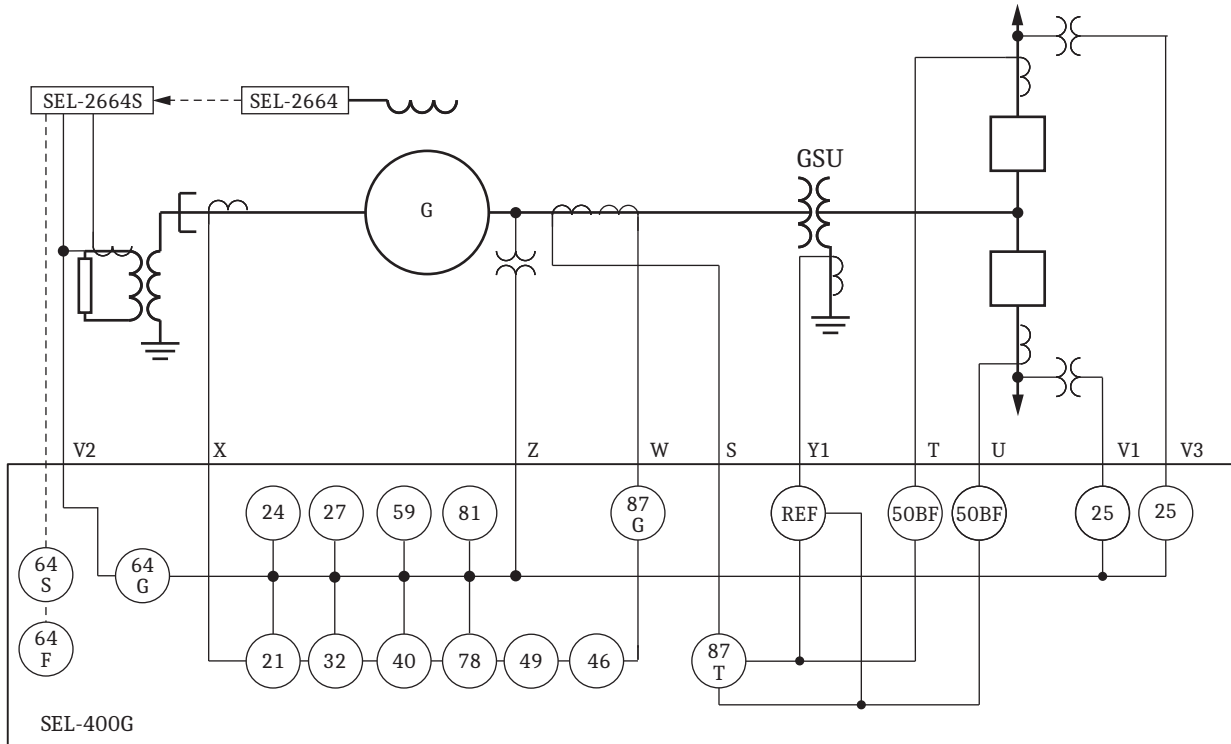 SEL-2664S
SEL-2664
GSU
G
V2
X
Z
W
S
Y1
T
U
V1
V3
24
27
59
81
87
G
REF
50BF
50BF
25
25
64
S
64
G
64
F
21
32
40
78
49
46
87
T
SEL-400G